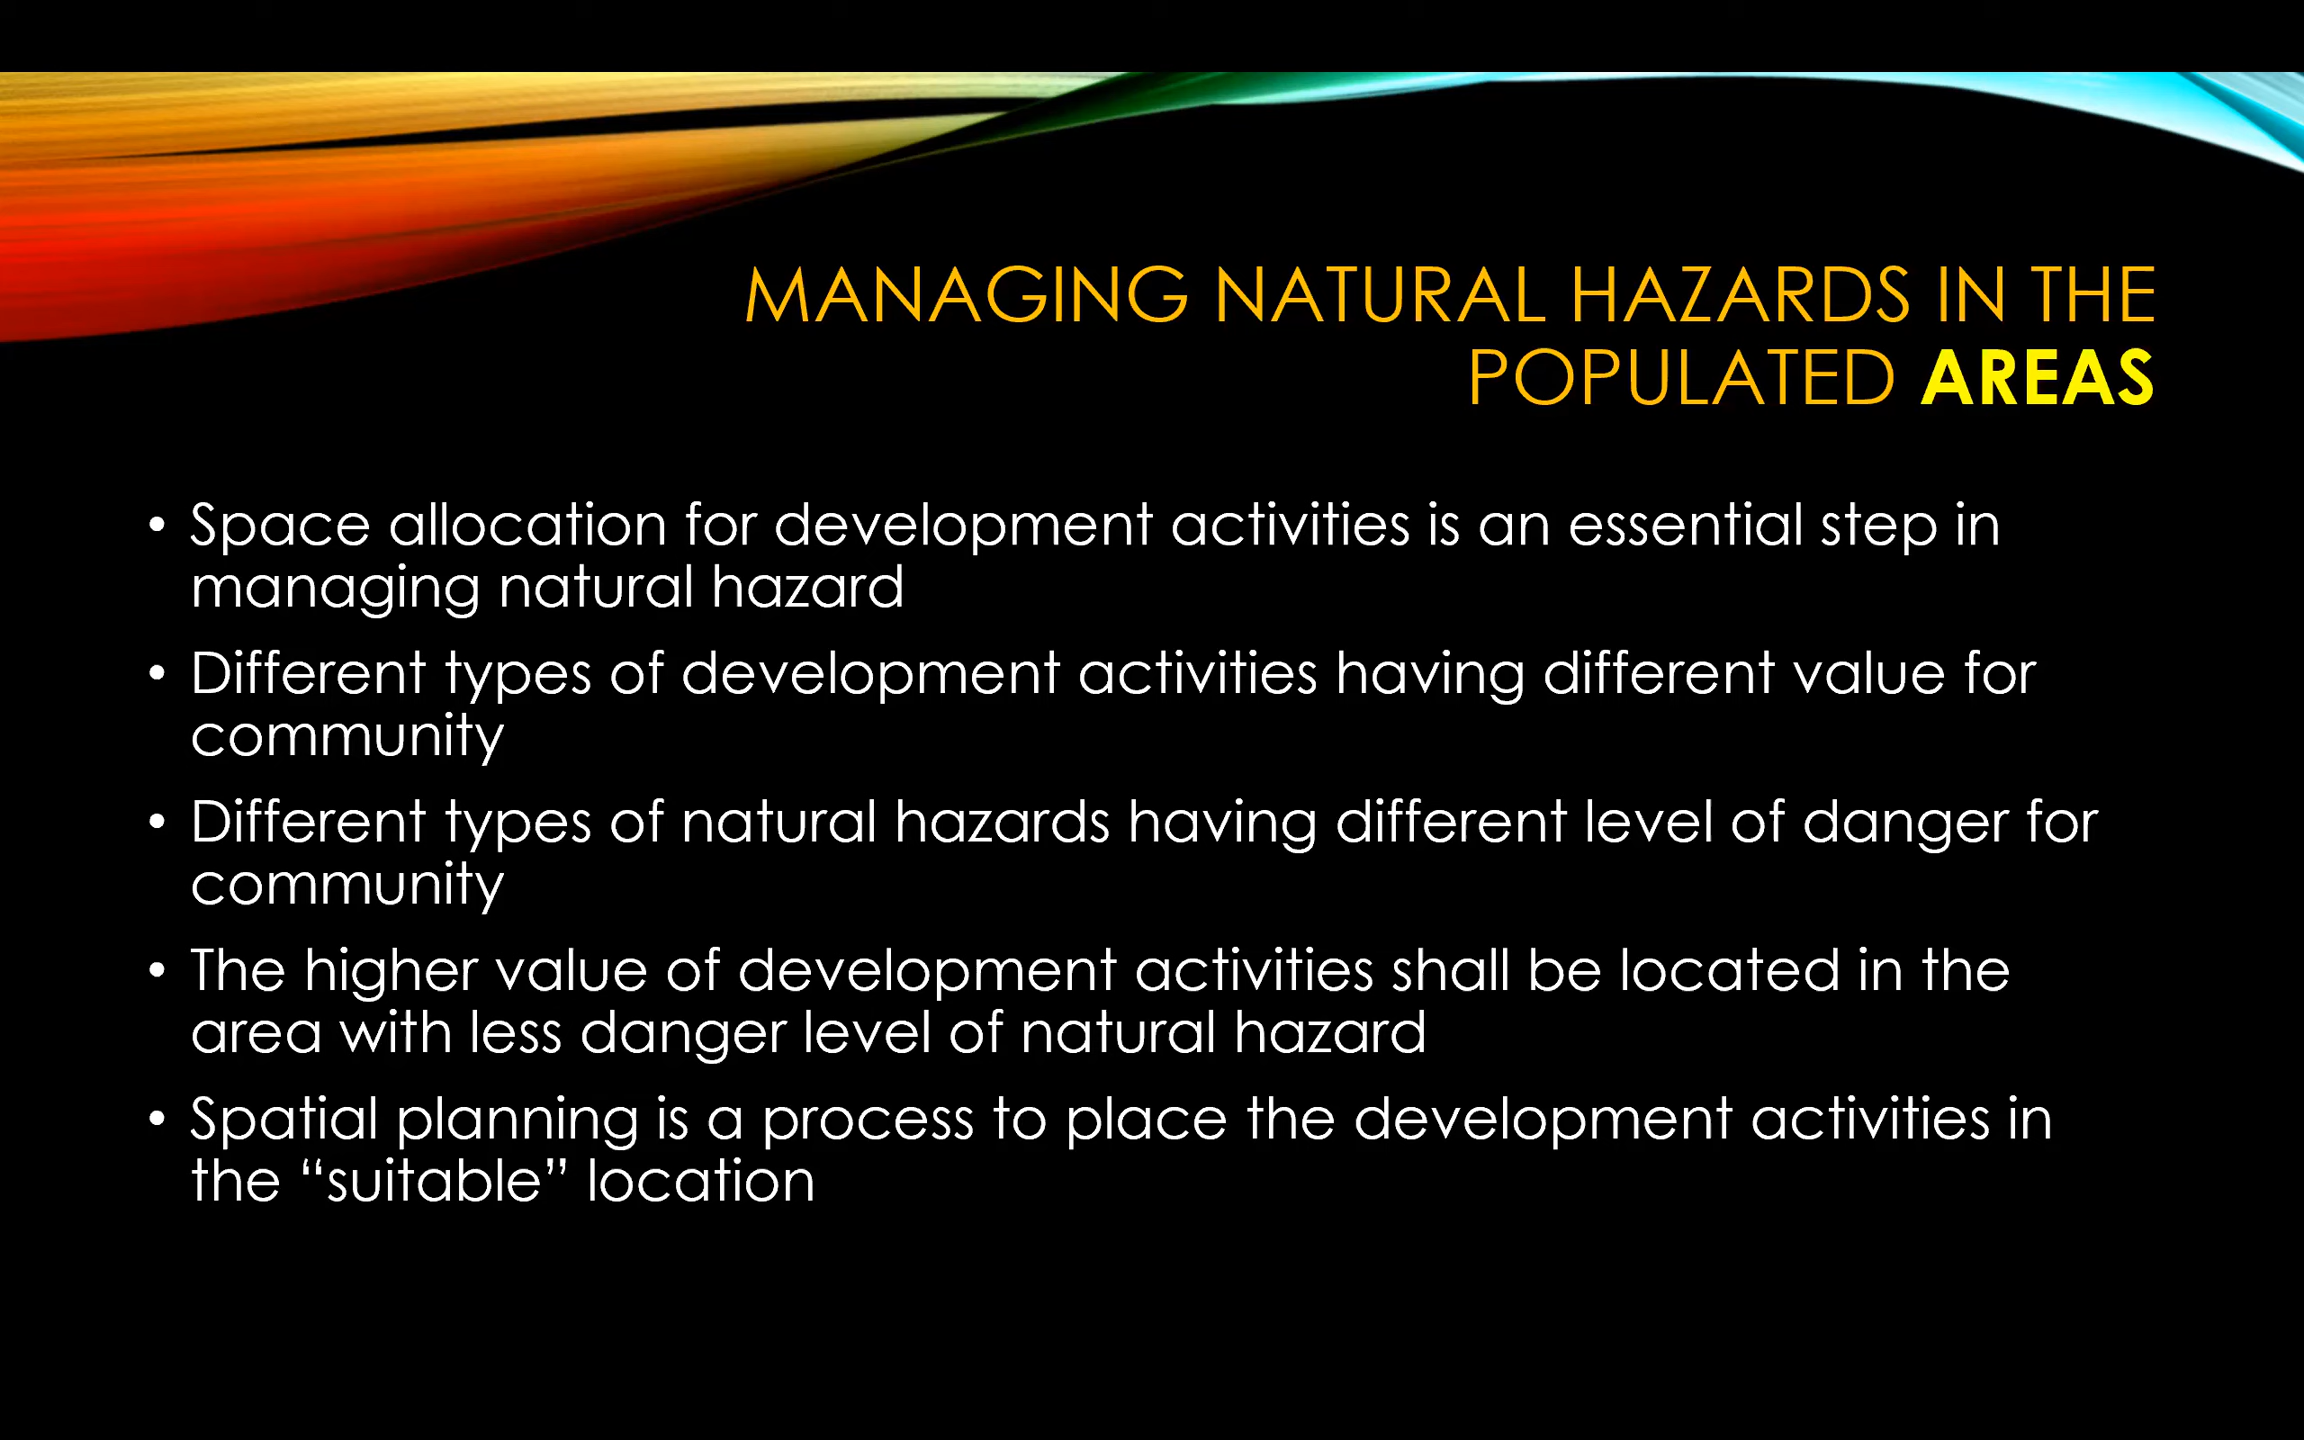 MANAGING NATURAL HAZARDS IN THE
POPULATED AREAS
• Space allocation for development activities is an essential step in
managing natural hazard
• Different types of development activities having different value for
community
• Different types of natural hazards having different level of danger for
community
• The higher value of development activities shall be located in the
area with less danger level of natural hazard
• Spatial planning is a process to place the development activities in
the “suitable” location